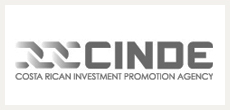 CINDE
COSTA RICAN INVESTMENT PROMOTION AGENCY